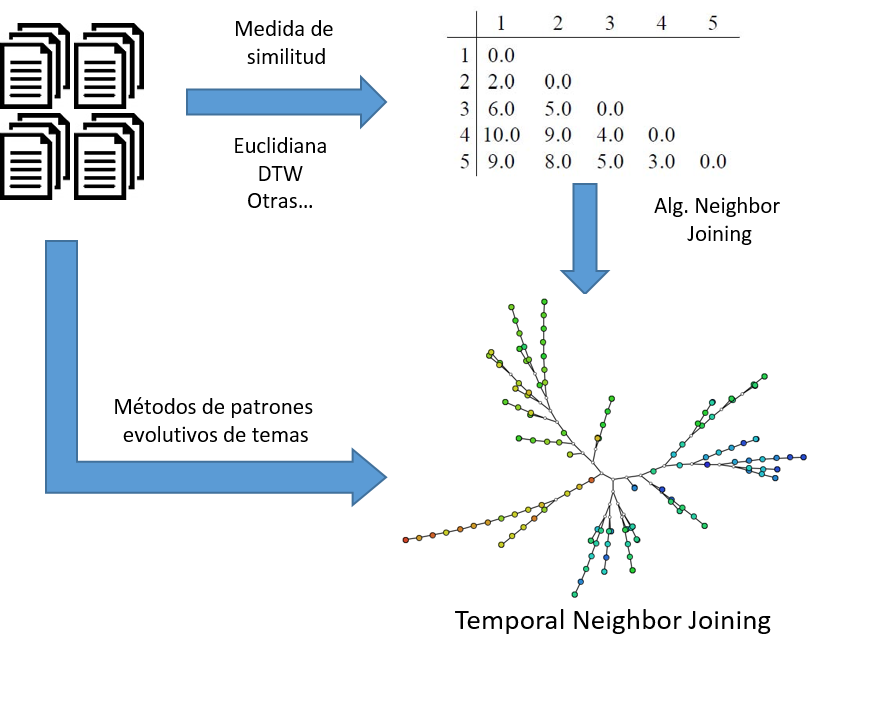 Medida de
similitud
Euclidiana
DTW
Otras...
1 2 3 4 5
1 0.0
2 2.0 0.0
3 6.0 5.0 0.0
4 10.0 9.0 4.0 0.0
5 9.0 8.0 5.0 3.0 0.0
Alg. Neighbor
Joining
Métodos de patrones
evolutivos de temas
Temporal Neighbor Joining